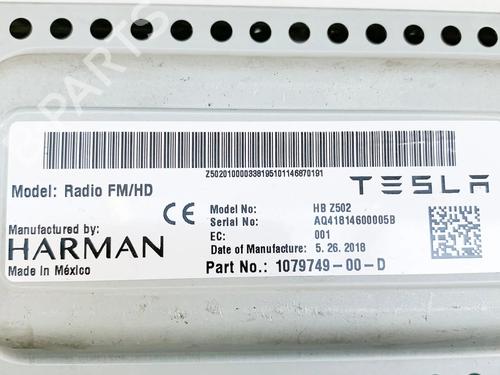 Z502010000338195101146870191
Model: Radio FM/HD
TESLA
CE
Model No: HB Z502
Serial No: AQ41814600005B
EC: 001
Date of Manufacture: 5. 26. 2018
Manufactured by:
HARMAN
Made in México
Part No.: 1079749-00-D